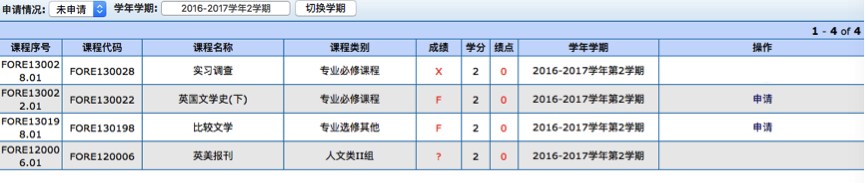 申请情况: 未申请 学年学期: 2016-2017学年2学期 切换学期
1 - 4 of 4
课程序号 课程代码 课程名称 课程类别 成绩 学分 绩点 学年学期 操作
FORE130028.01 FORE130028 实习调查 专业必修课程 X 2 0 2016-2017学年第2学期
FORE130022.01 FORE130022 英国文学史(下) 专业必修课程 F 2 0 2016-2017学年第2学期 申请
FORE130198.01 FORE130198 比较文学 专业选修其他 F 2 0 2016-2017学年第2学期 申请
FORE120006.01 FORE120006 英美报刊 人文类II组 ? 2 0 2016-2017学年第2学期